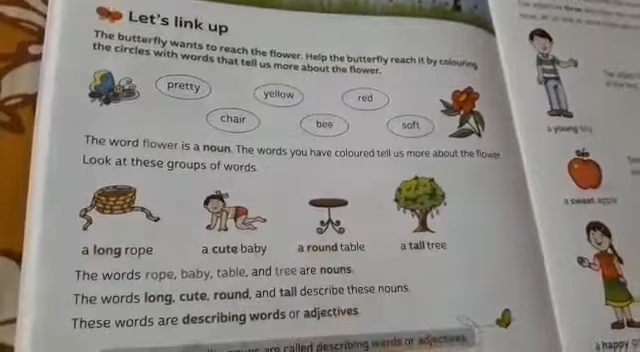 Let's link up
The butterfly wants to reach the flower. Help the butterfly reach it by colouring
the circles with words that tell us more about the flower.
pretty
yellow
red
chair
bee
soft
The word flower is a noun. The words you have coloured tell us more about the flower.
Look at these groups of words.
a long rope
a cute baby
a round table
a tall tree
The words rope, baby, table, and tree are nouns.
The words long, cute, round, and tall describe these nouns.
These words are describing words or adjectives.
are called describing words or adjectives.
a young boy
a sweet apple
a happy